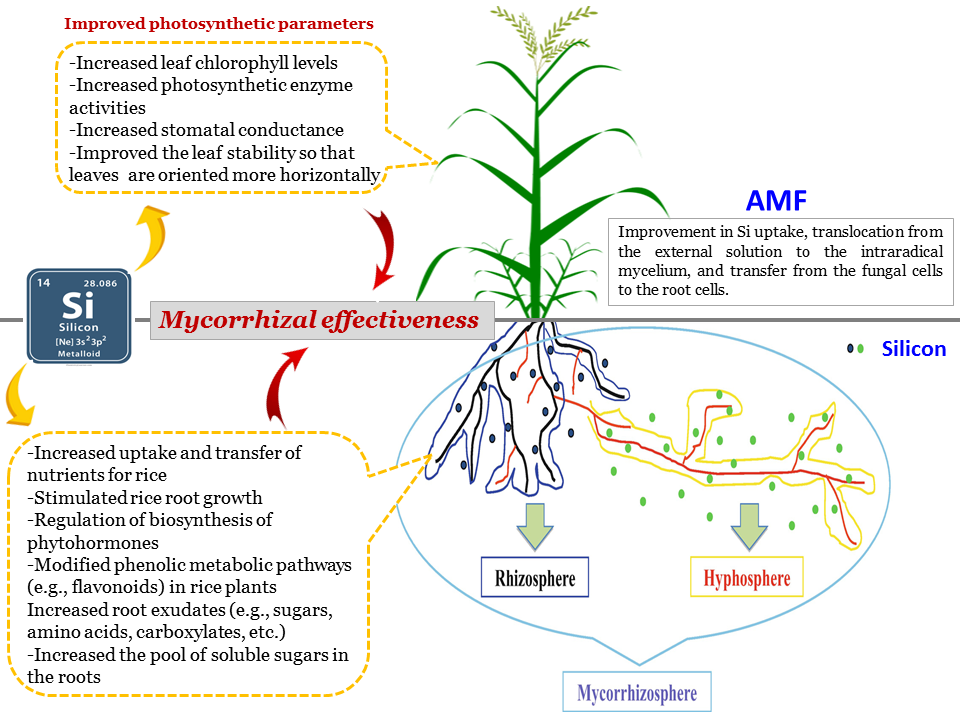 Improved photosynthetic parameters
-Increased leaf chlorophyll levels
-Increased photosynthetic enzyme
activities
-Increased stomatal conductance
-Improved the leaf stability so that
leaves are oriented more horizontally
AMF
Improvement in Si uptake, translocation from
the external solution to the intraradical
mycelium, and transfer from the fungal cells
to the root cells.
14 28.086
Si
Silicon
[Ne] 3s²3p²
Metalloid
Mycorrhizal effectiveness
Silicon
-Increased uptake and transfer of
nutrients for rice
-Stimulated rice root growth
-Regulation of biosynthesis of
phytohormones
-Modified phenolic metabolic pathways
(e.g., flavonoids) in rice plants
Increased root exudates (e.g., sugars,
amino acids, carboxylates, etc.)
-Increased the pool of soluble sugars in
the roots
Rhizosphere
Hyphosphere
Mycorrhizosphere